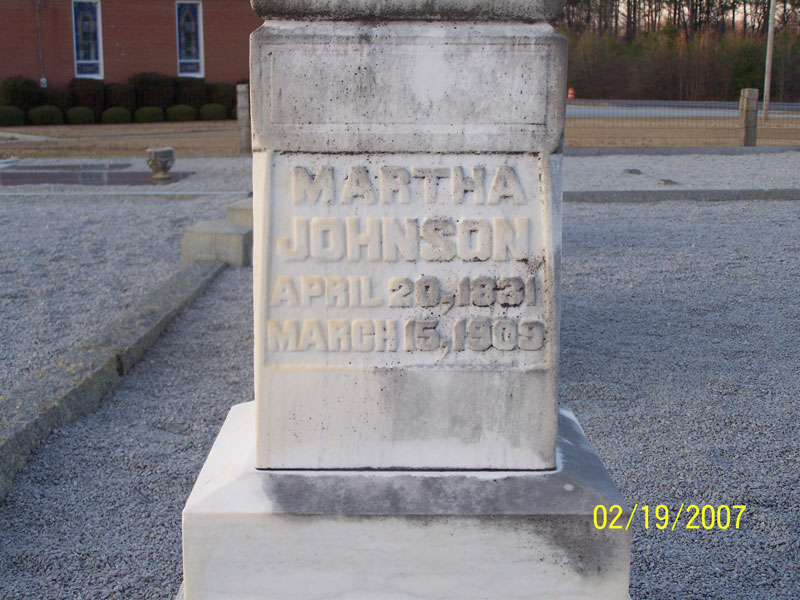 MARTHA
JOHNSON
APRIL 20, 1831
MARCH 15, 1909
02/19/2007